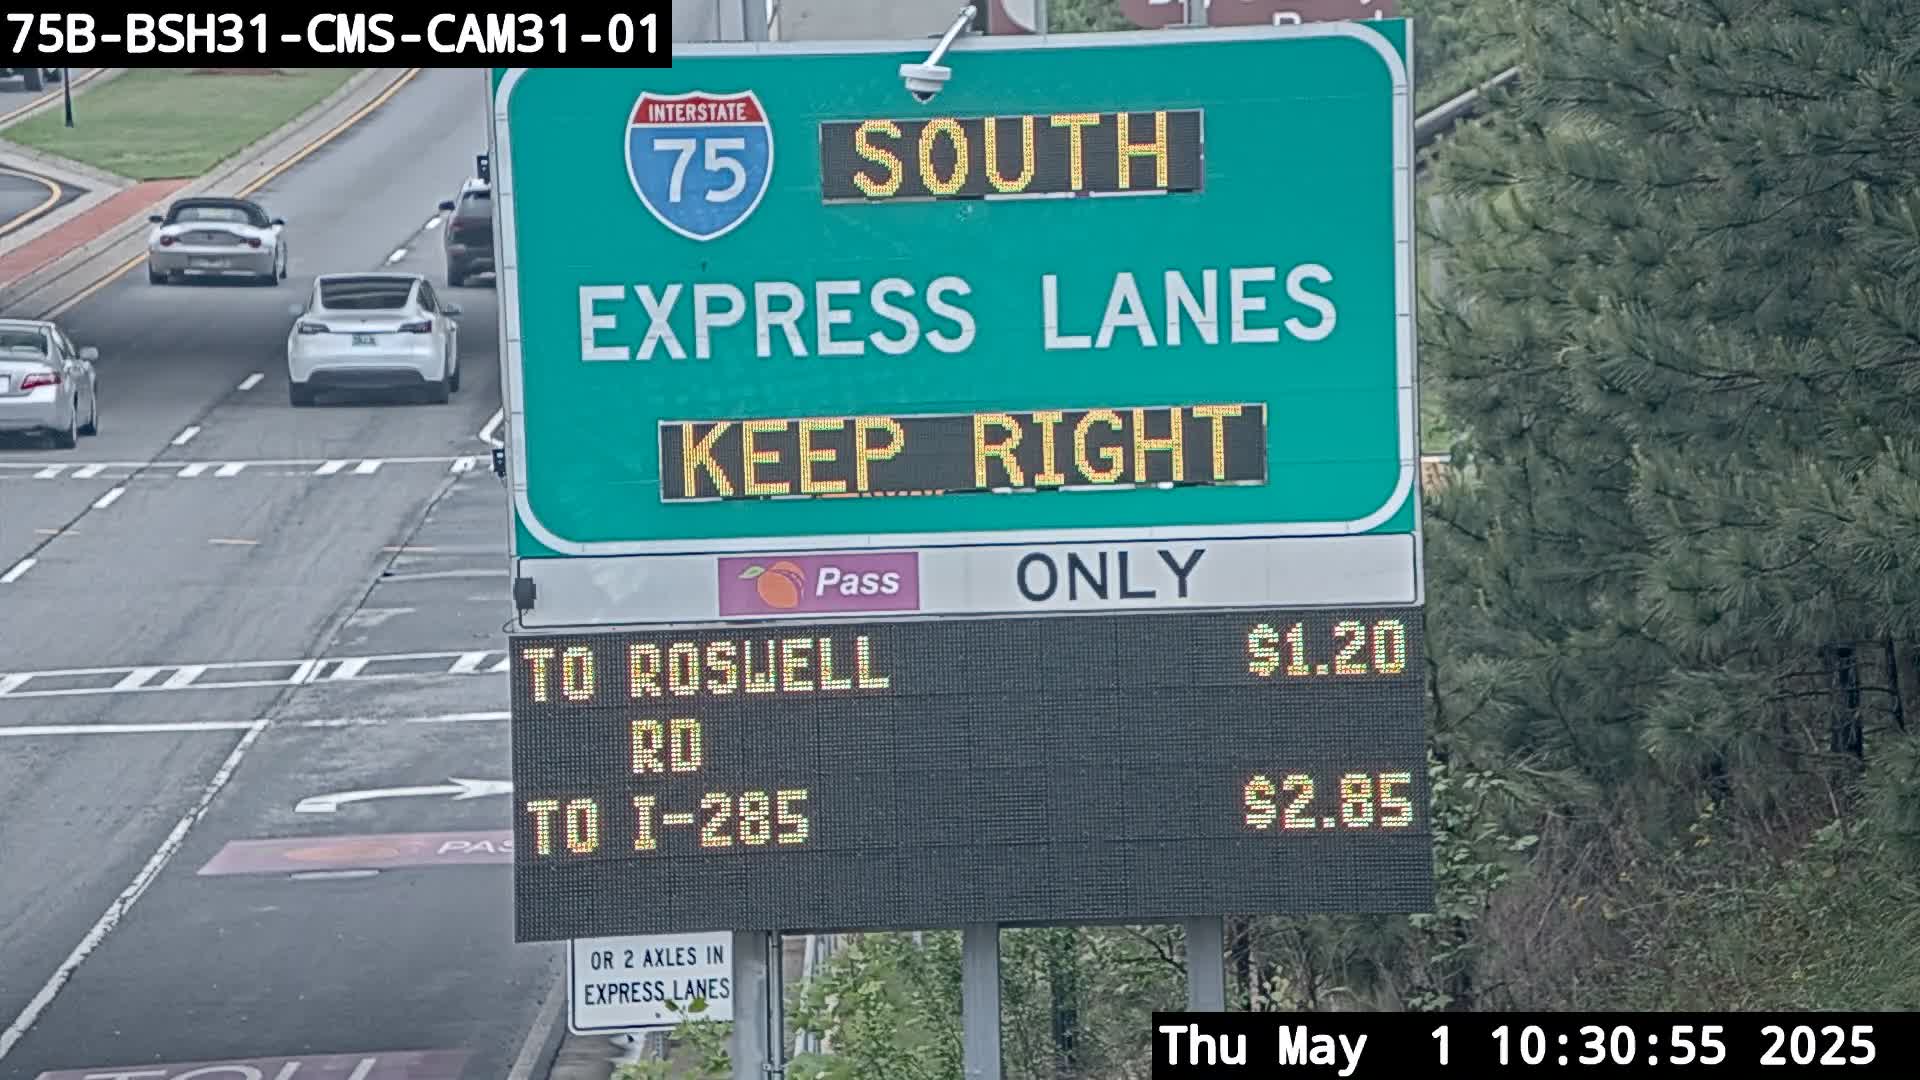 75B-BSH31-CMS-CAM31-01
INTERSTATE
75
SOUTH
EXPRESS LANES
KEEP RIGHT
Pass ONLY
TO ROSWELL $1.20
RD
TO I-285 $2.85
OR 2 AXLES IN
EXPRESS LANES
TOLL
Thu May 1 10:30:55 2025